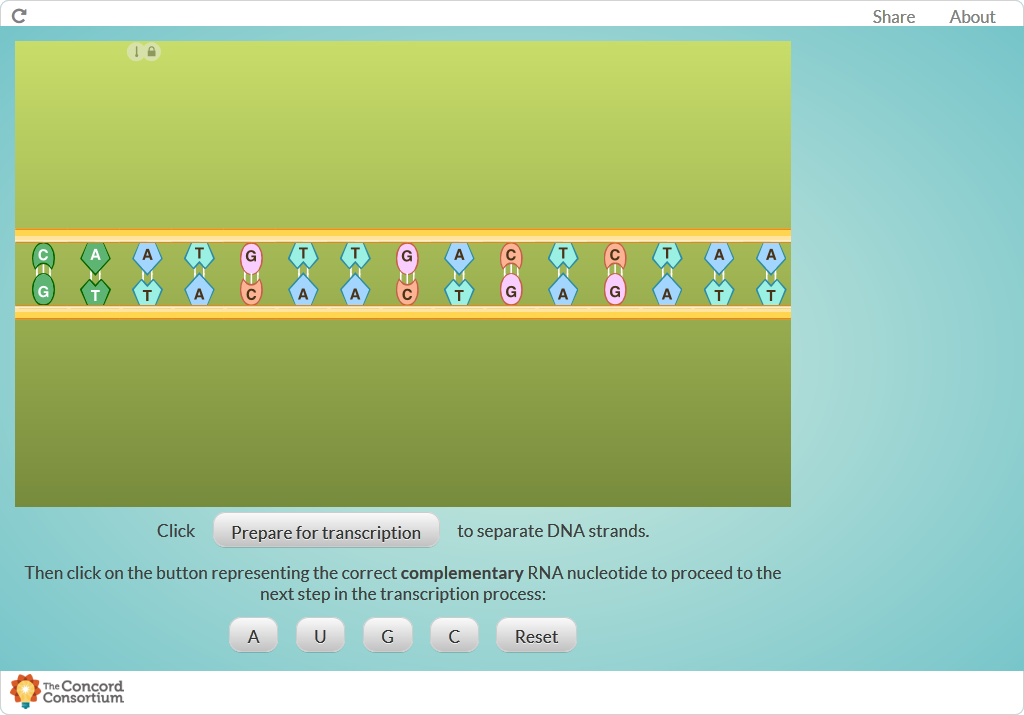 Share About
C A A T G T T G A C T C T A A
G T T A C A A C T G A G A T T
Click Prepare for transcription to separate DNA strands.
Then click on the button representing the correct complementary RNA nucleotide to proceed to the
next step in the transcription process:
A U G C Reset
The Concord
Consortium